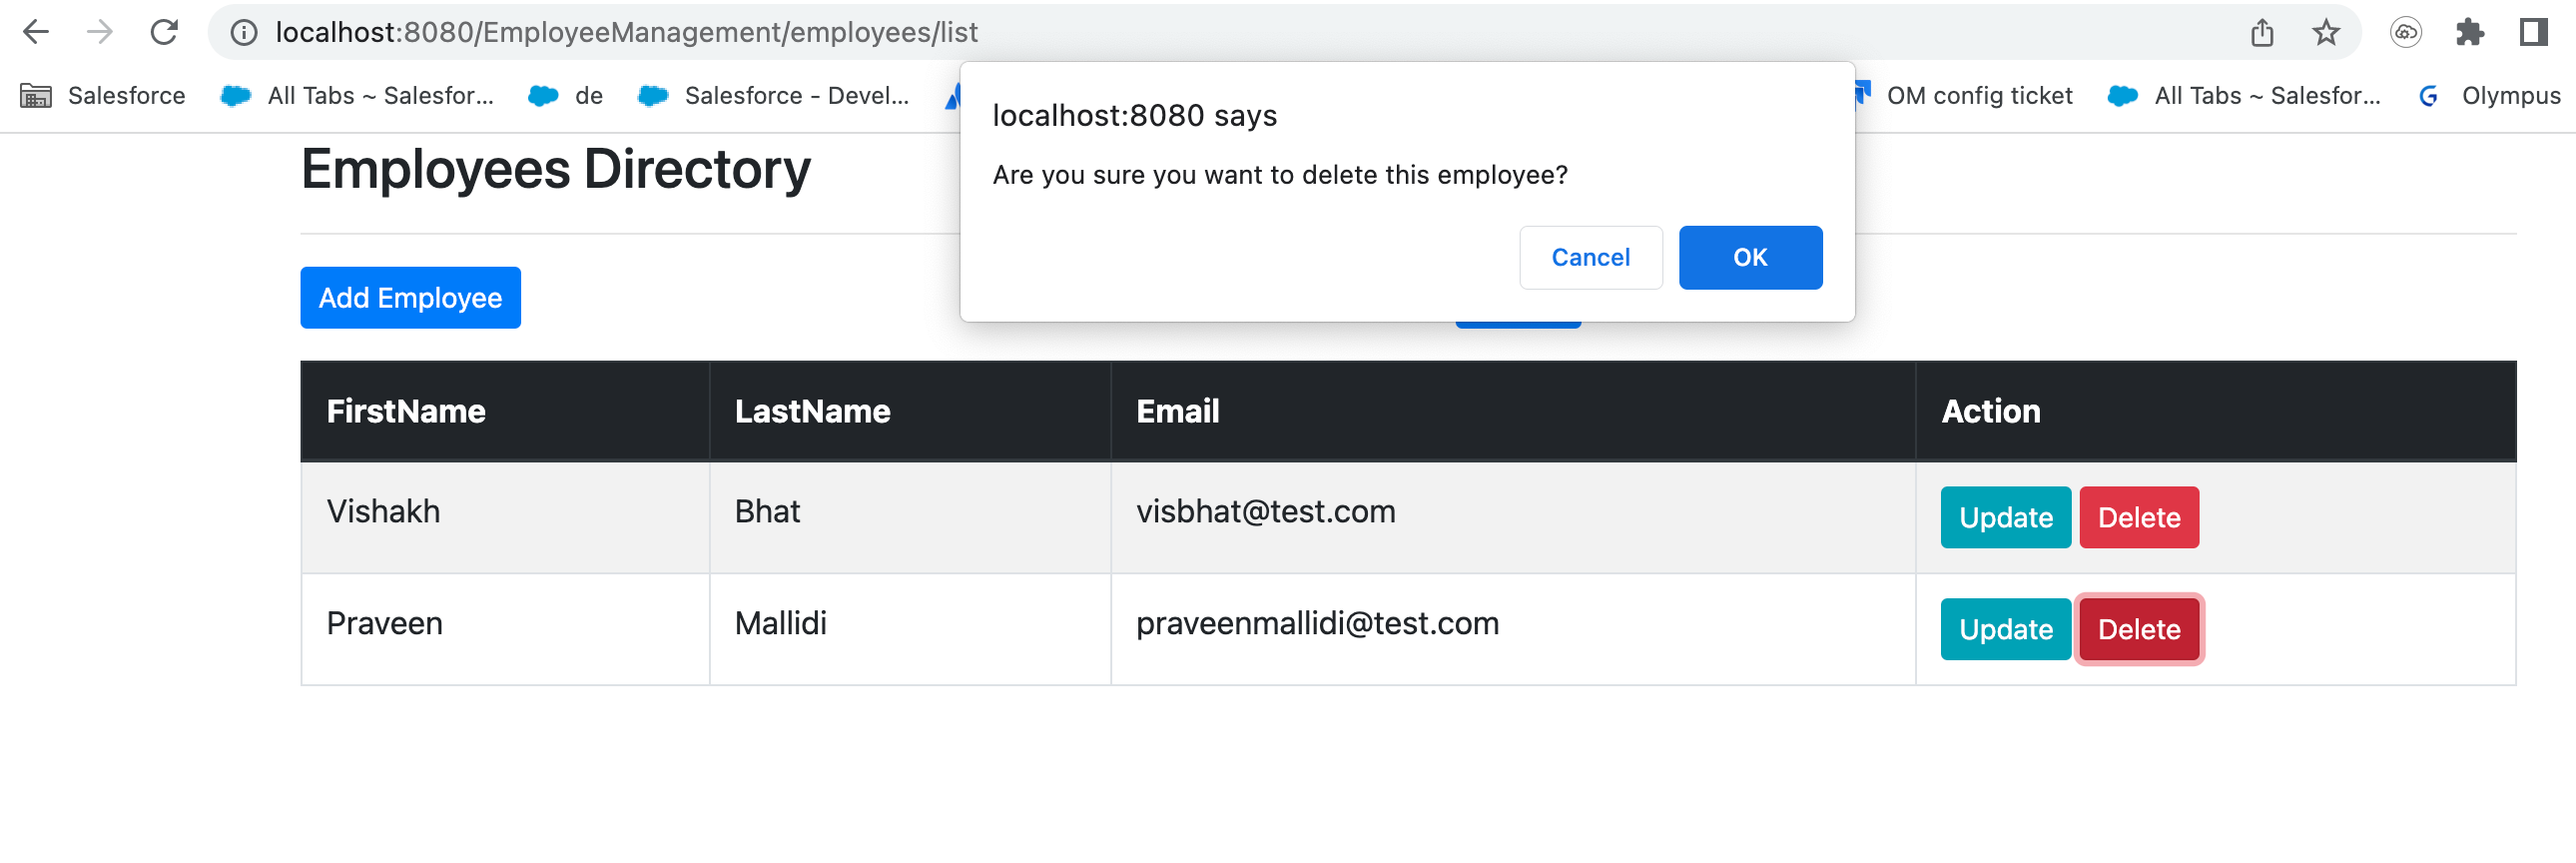 localhost:8080/EmployeeManagement/employees/list
Salesforce All Tabs ~ Salesfor... de Salesforce - Devel... OM config ticket All Tabs ~ Salesfor... Olympus
localhost:8080 says
Are you sure you want to delete this employee?
Cancel OK
Employees Directory
Add Employee
FirstName LastName Email Action
Vishakh Bhat visbhat@test.com Update Delete
Praveen Mallidi praveenmallidi@test.com Update Delete